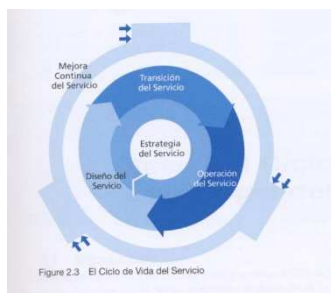 Mejora
Continua
del Servicio
Transición
del Servicio
Estrategia
del Servicio
Diseño del
Servicio
Operación
del Servicio
Figure 2.3 El Ciclo de Vida del Servicio